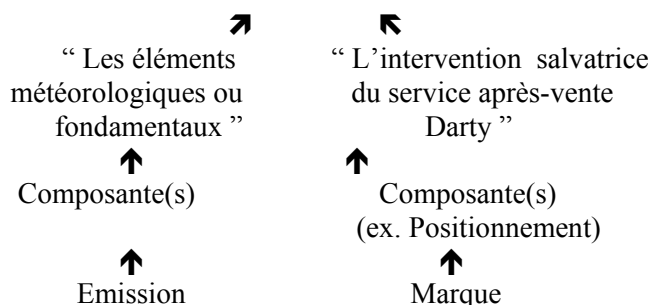 “ Les éléments
météorologiques ou
fondamentaux ”
“ L’intervention salvatrice
du service après-vente
Darty ”
Composante(s)
Composante(s)
(ex. Positionnement)
Emission
Marque